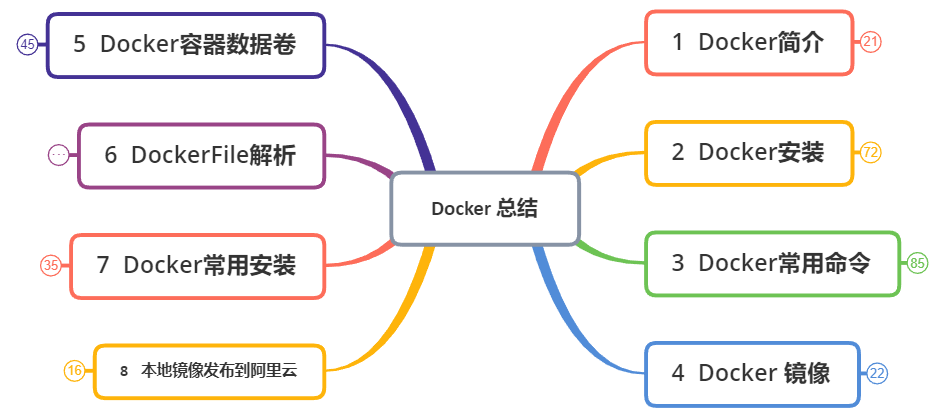 Docker 总结
1 Docker简介
21
2 Docker安装
72
3 Docker常用命令
85
4 Docker 镜像
22
5 Docker容器数据卷
45
6 DockerFile解析
...
7 Docker常用安装
35
8 本地镜像发布到阿里云
16